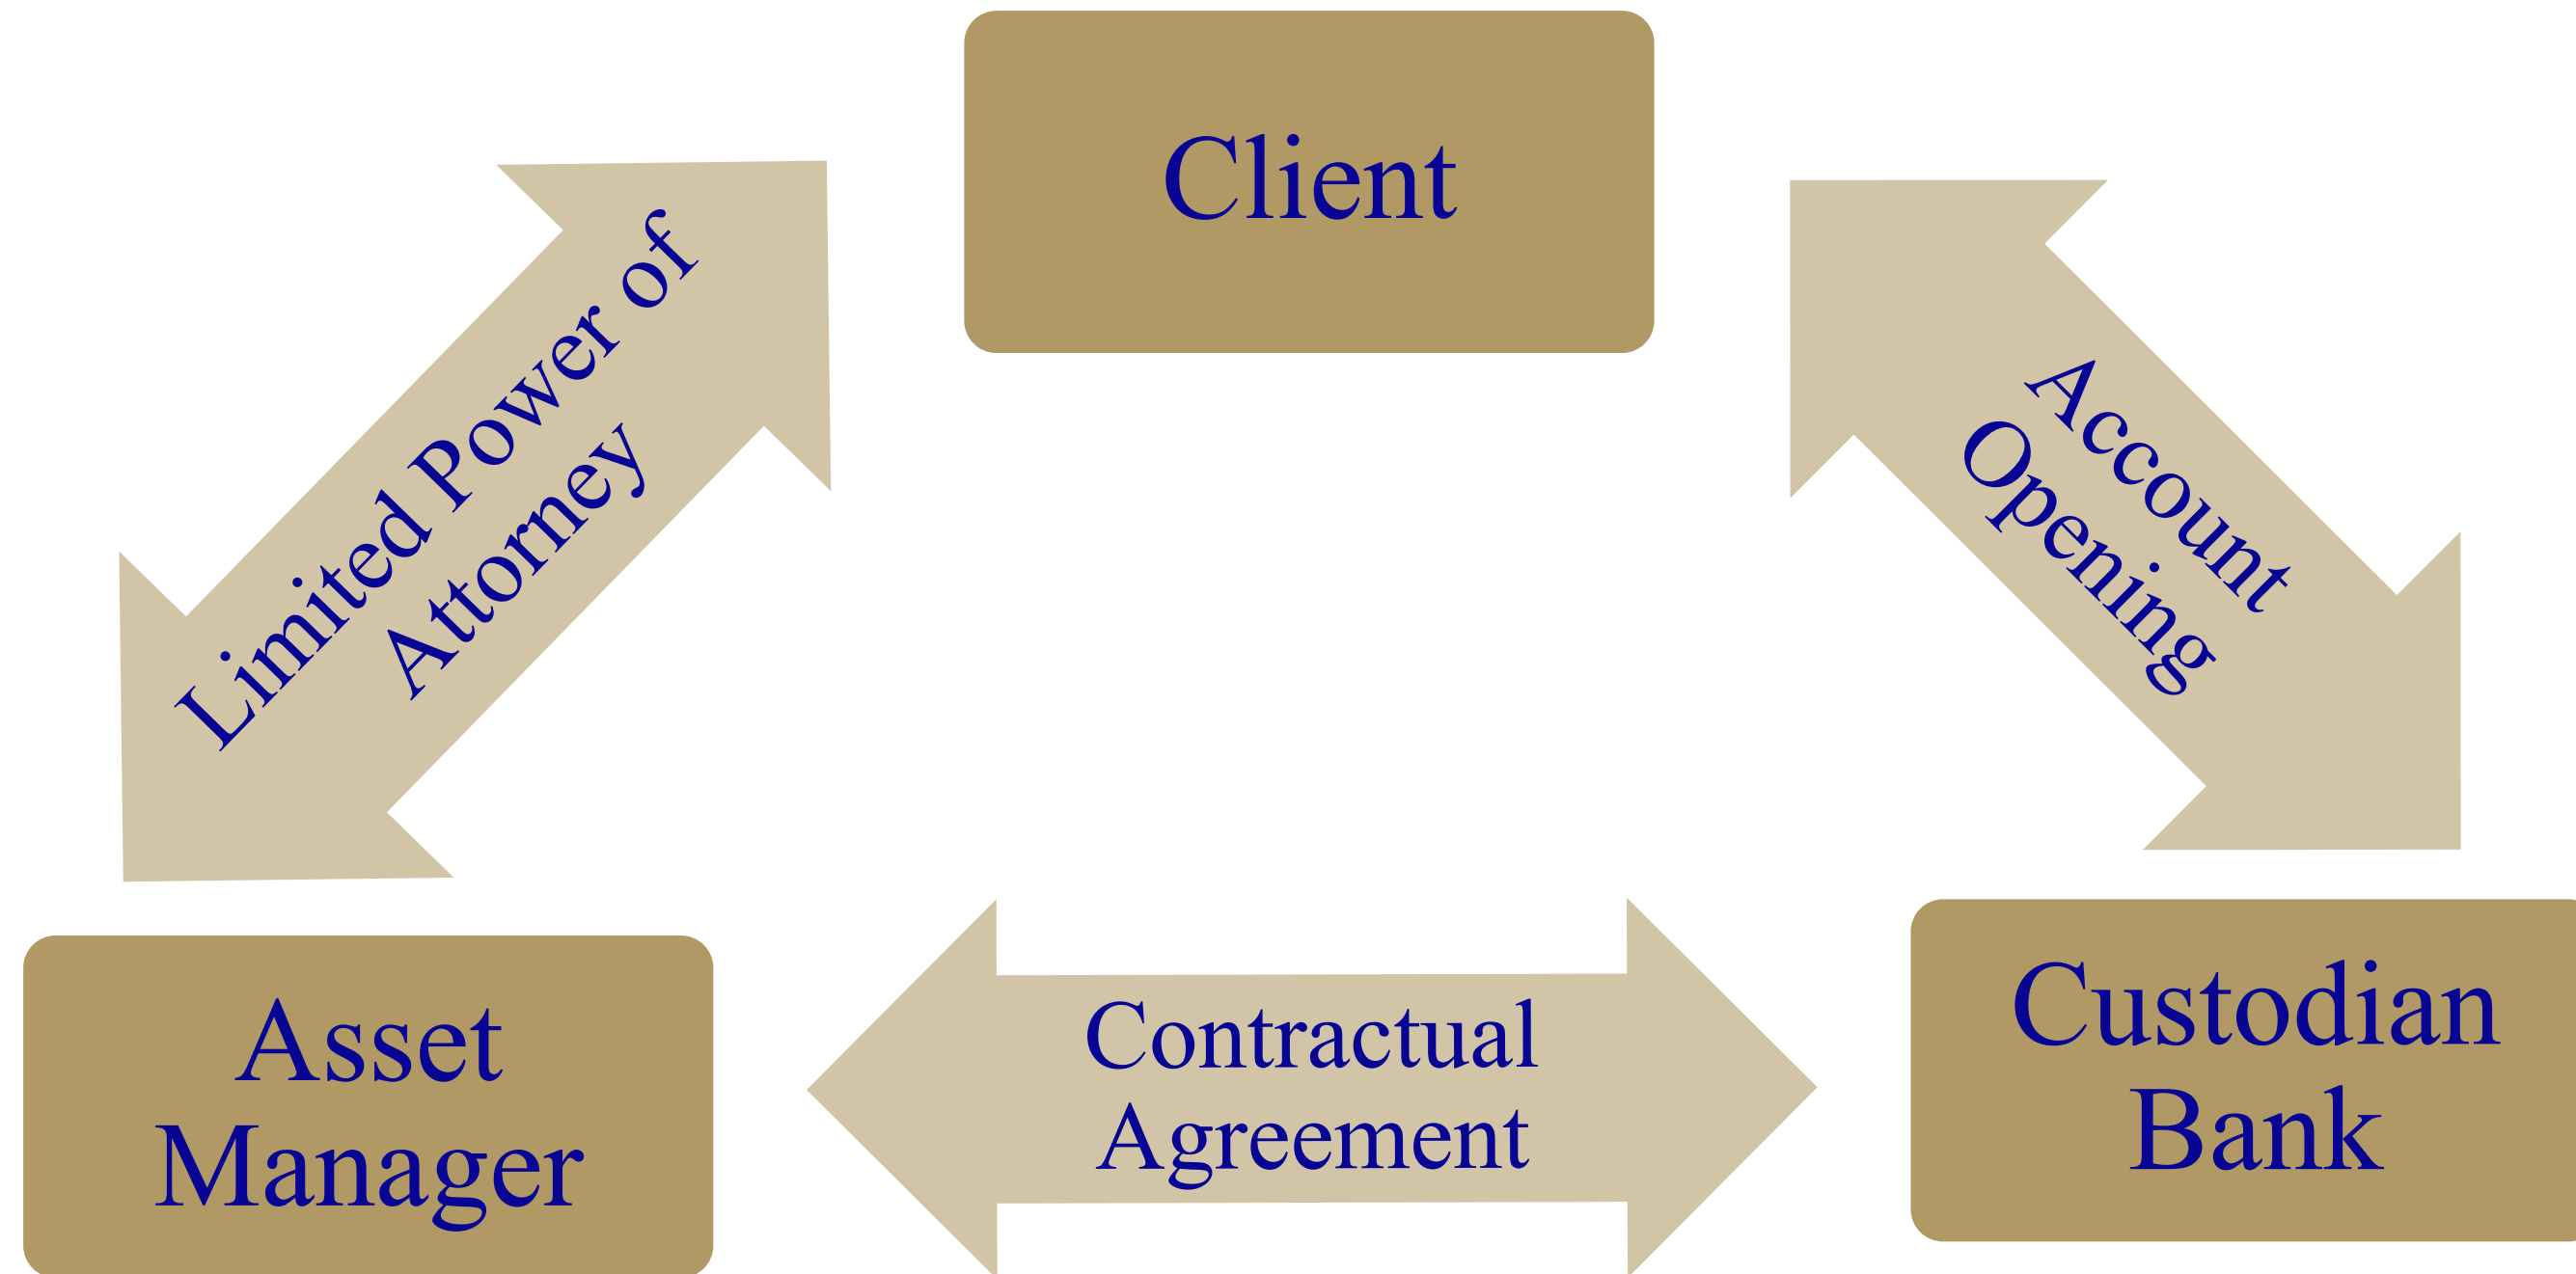 Client
Limited Power of
Attorney
Account
Opening
Asset
Manager
Contractual
Agreement
Custodian
Bank